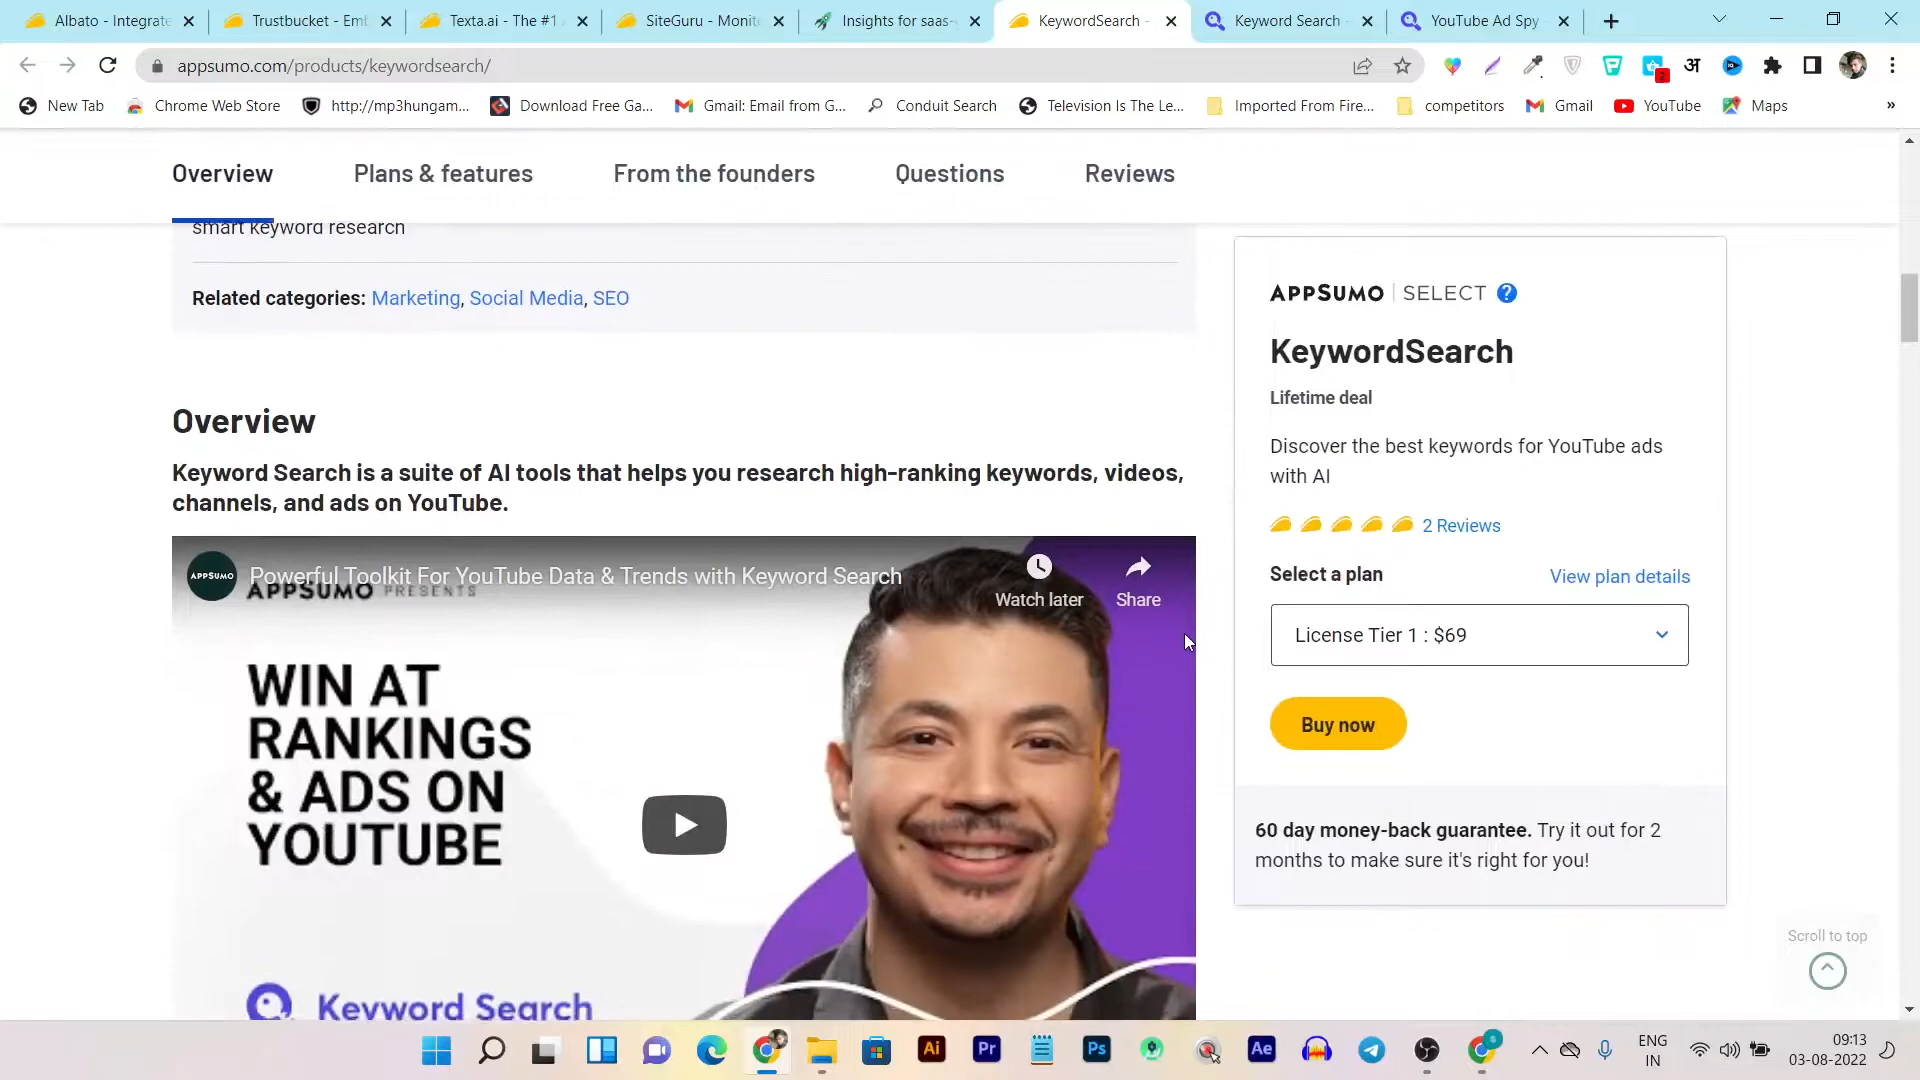 Albato - Integrate
Trustbucket - Emb
Texta.ai - The #1
SiteGuru - Monit
Insights for saas-
KeywordSearch -
Keyword Search
YouTube Ad Spy
appsumo.com/products/keywordsearch/
New Tab
Chrome Web Store
http://mp3hungam...
Download Free Ga...
Gmail: Email from G...
Conduit Search
Television Is The Le...
Imported From Fire...
competitors
Gmail
YouTube
Maps
»
Overview
Plans & features
From the founders
Questions
Reviews
smart keyword research
Related categories: Marketing, Social Media, SEO
Overview
Keyword Search is a suite of AI tools that helps you research high-ranking keywords, videos,
channels, and ads on YouTube.
APPSUMO
Powerful Toolkit For YouTube Data & Trends with Keyword Search
APPSUMO PRESENTS
Watch later
Share
WIN AT
RANKINGS
& ADS ON
YOUTUBE
Keyword Search
APPSUMO | SELECT ?
KeywordSearch
Lifetime deal
Discover the best keywords for YouTube ads
with AI
2 Reviews
Select a plan
View plan details
License Tier 1 : $69
Buy now
60 day money-back guarantee. Try it out for 2
months to make sure it's right for you!
Scroll to top
Ai
Pr
Ps
Ae
ENG
IN
09:13
03-08-2022